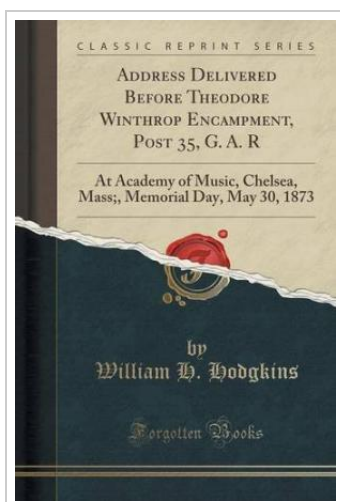 CLASSIC REPRINT SERIES
ADDRESS DELIVERED
BEFORE THEODORE
WINTHROP ENCAMPMENT,
POST 35, G. A. R
At Academy of Music, Chelsea,
Mass;, Memorial Day, May 30, 1873
by
William H. Hodgkins
Forgotten Books